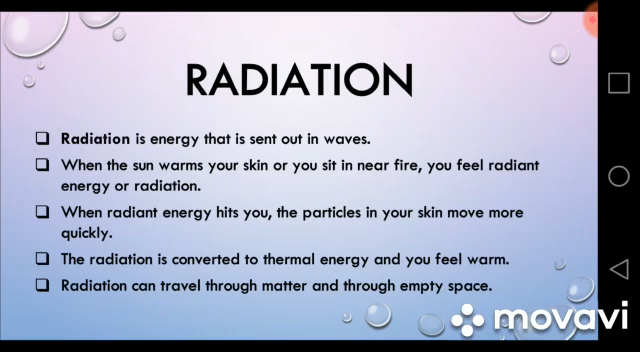 RADIATION
Radiation is energy that is sent out in waves.
When the sun warms your skin or you sit in near fire, you feel radiant
energy or radiation.
When radiant energy hits you, the particles in your skin move more
quickly.
The radiation is converted to thermal energy and you feel warm.
Radiation can travel through matter and through empty space.
movavi